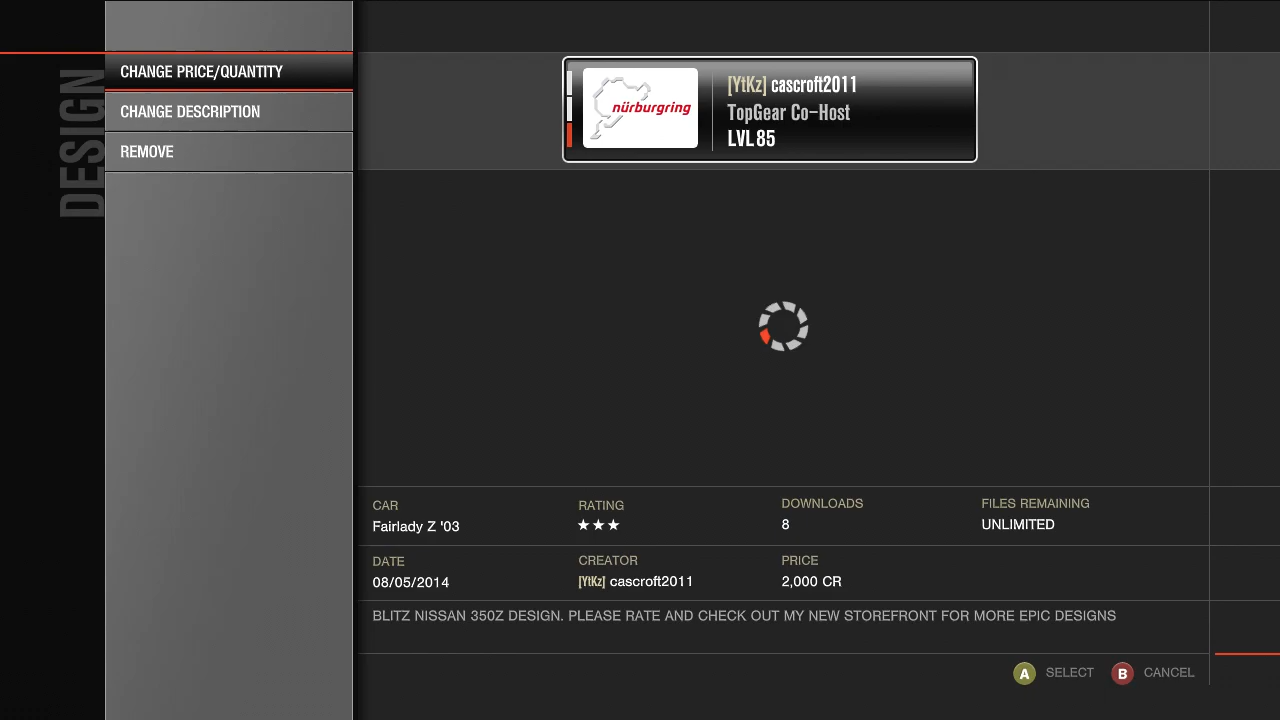 DESIGN
CHANGE PRICE/QUANTITY
CHANGE DESCRIPTION
REMOVE
nürburgring
[YtKz] cascroft2011
TopGear Co-Host
LVL 85
CAR
Fairlady Z '03
RATING
★★★
DOWNLOADS
8
FILES REMAINING
UNLIMITED
DATE
08/05/2014
CREATOR
[YtKz] cascroft2011
PRICE
2,000 CR
BLITZ NISSAN 350Z DESIGN. PLEASE RATE AND CHECK OUT MY NEW STOREFRONT FOR MORE EPIC DESIGNS
A SELECT B CANCEL